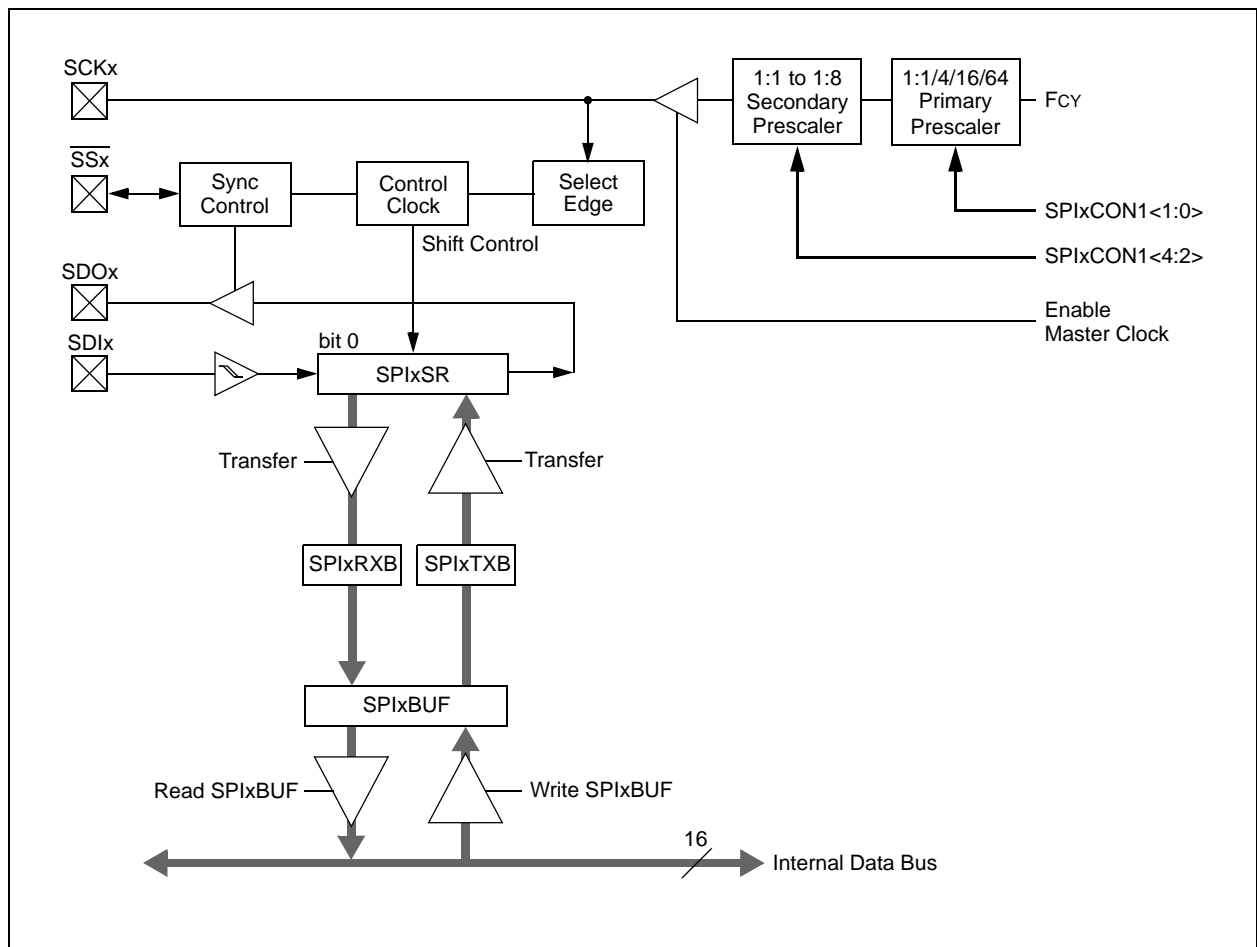 SCKx
1:1 to 1:8
Secondary
Prescaler
1:1/4/16/64
Primary
Prescaler
FCY
SSx
Sync
Control
Control
Clock
Select
Edge
SPIxCON1<1:0>
Shift Control
SPIxCON1<4:2>
SDOx
Enable
Master Clock
SDIx
bit 0
SPIxSR
Transfer
Transfer
SPIxRXB
SPIxTXB
SPIxBUF
Read SPIxBUF
Write SPIxBUF
16
Internal Data Bus